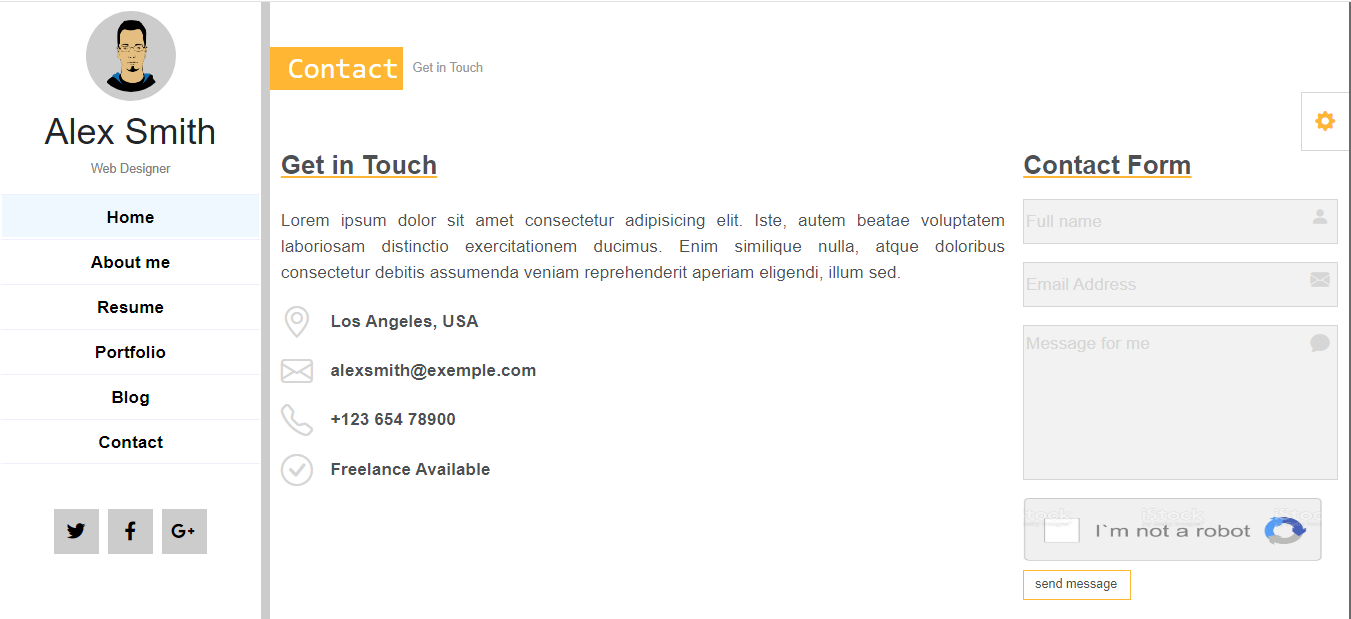 Alex Smith
Web Designer
Home
About me
Resume
Portfolio
Blog
Contact
G+
Contact
Get in Touch
Get in Touch
Lorem ipsum dolor sit amet consectetur adipisicing elit. Iste, autem beatae voluptatem
laboriosam distinctio exercitationem ducimus. Enim similique nulla, atque doloribus
consectetur debitis assumenda veniam reprehenderit aperiam eligendi, illum sed.
Los Angeles, USA
alexsmith@exemple.com
+123 654 78900
Freelance Available
Contact Form
Full name
Email Address
Message for me
iStock
I`m not a robot
send message